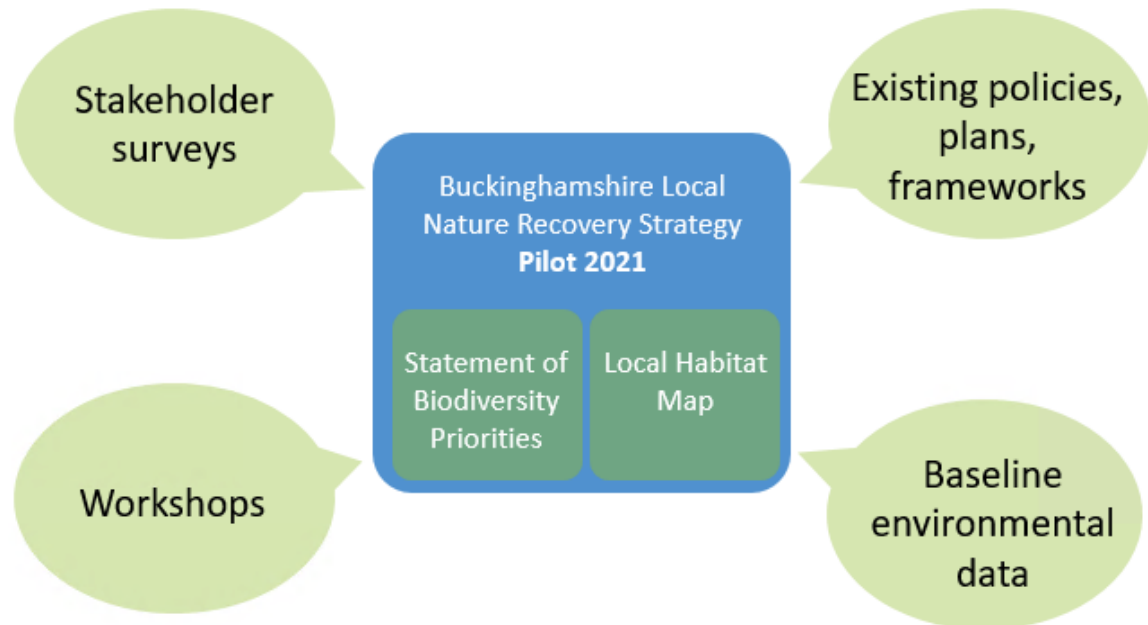 Stakeholder
surveys
Existing policies,
plans,
frameworks
Buckinghamshire Local
Nature Recovery Strategy
Pilot 2021
Statement of
Biodiversity
Priorities
Local Habitat
Map
Workshops
Baseline
environmental
data